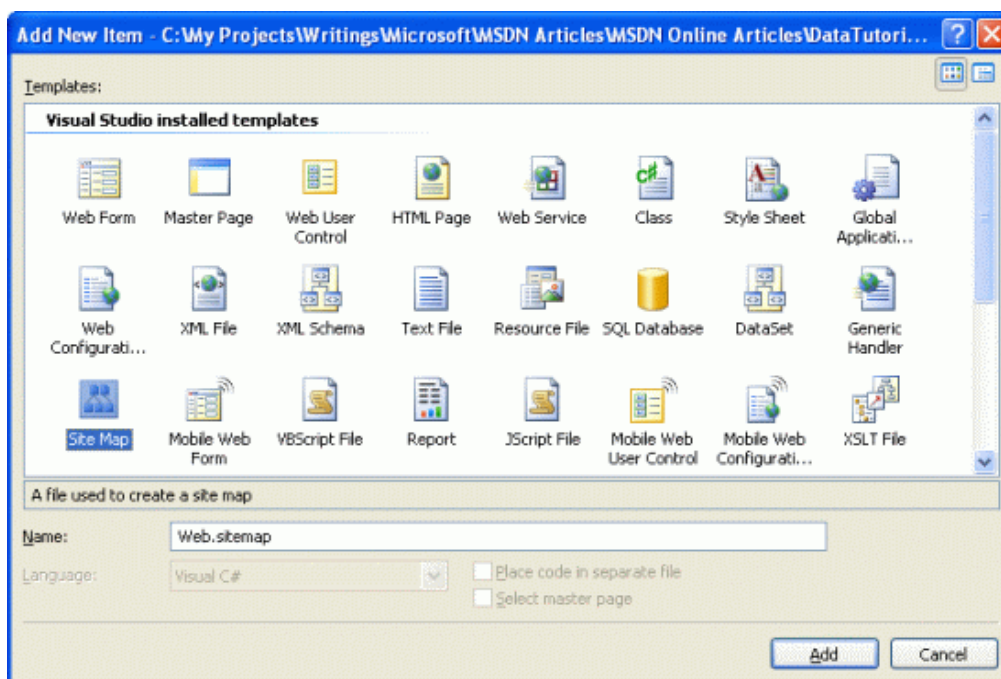 Add New Item - C:\My Projects\Writings\Microsoft\MSDN Articles\MSDN Online Articles\DataTutori...
Templates:
Visual Studio installed templates
Web Form Master Page Web User Control HTML Page Web Service Class Style Sheet Global Applicati...
Web Configurati... XML File XML Schema Text File Resource File SQL Database DataSet Generic Handler
Site Map Mobile Web Form VBScript File Report JScript File Mobile Web User Control Mobile Web Configurati... XSLT File
A file used to create a site map
Name: Web.sitemap
Language: Visual C# Place code in separate file
Select master page
Add Cancel